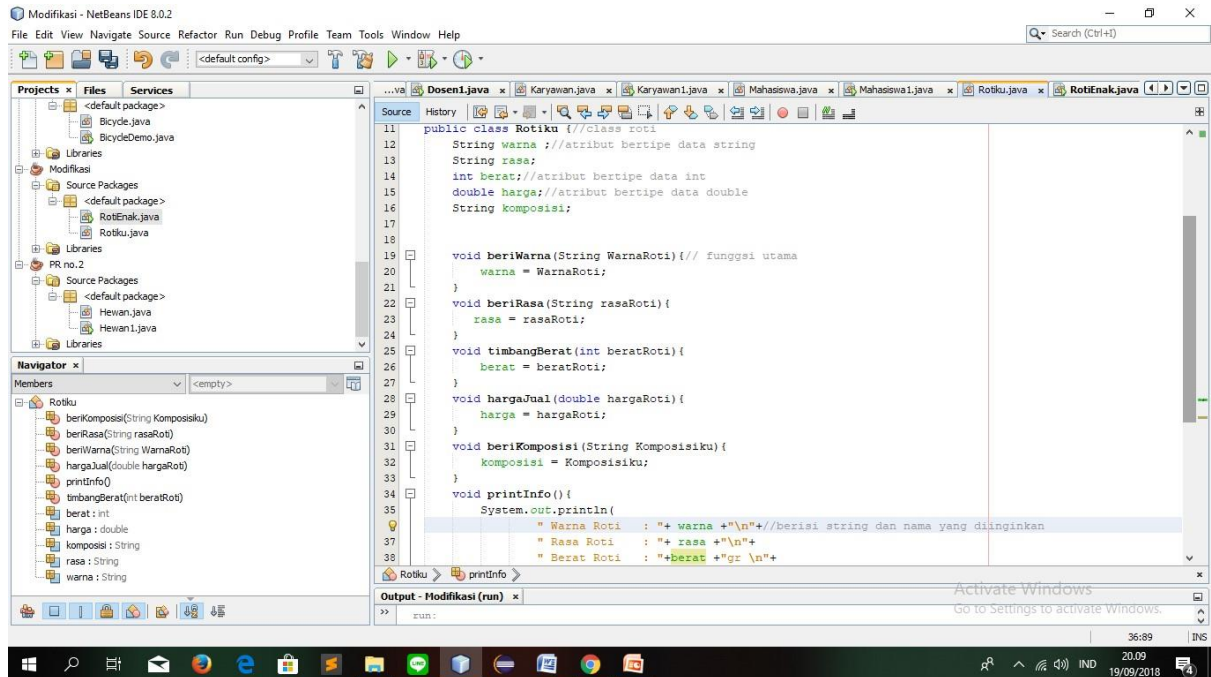 Modifikasi - NetBeans IDE 8.0.2
File Edit View Navigate Source Refactor Run Debug Profile Team Tools Window Help
Search (Ctrl+I)
<default config>
Projects Files Services
<default package>
Bicycle.java
BicycleDemo.java
Libraries
Modifikasi
Source Packages
<default package>
RotiEnak.java
Rotiku.java
Libraries
PR no.2
Source Packages
<default package>
Hewan.java
Hewan1.java
Libraries
Navigator
Members <empty>
Rotiku
beriKomposisi(String Komposisiku)
beriRasa(String rasaRoti)
beriWarna(String WarnaRoti)
hargaJual(double hargaRoti)
printInfo()
timbangBerat(int beratRoti)
berat : int
harga : double
komposisi : String
rasa : String
warna : String
...va Dosen1.java Karyawan.java Karyawan1.java Mahasiswa.java Mahasiswa1.java Rotiku.java RotiEnak.java
Source History
11 public class Rotiku {//class roti
12 String warna ;//atribut bertipe data string
13 String rasa;
14 int berat;//atribut bertipe data int
15 double harga;//atribut bertipe data double
16 String komposisi;
17
18
19 void beriWarna(String WarnaRoti){// funggsi utama
20 warna = WarnaRoti;
21 }
22 void beriRasa(String rasaRoti){
23 rasa = rasaRoti;
24 }
25 void timbangBerat(int beratRoti){
26 berat = beratRoti;
27 }
28 void hargaJual(double hargaRoti){
29 harga = hargaRoti;
30 }
31 void beriKomposisi(String Komposisiku){
32 komposisi = Komposisiku;
33 }
34 void printInfo(){
35 System.out.println(
" Warna Roti : "+ warna +"\n"+//berisi string dan nama yang diinginkan
37 " Rasa Roti : "+ rasa +"\n"+
38 " Berat Roti : "+berat +"gr \n"+
Rotiku printInfo
Output - Modifikasi (run)
run:
Activate Windows
Go to Settings to activate Windows.
36:89 INS
IND
20.09
19/09/2018